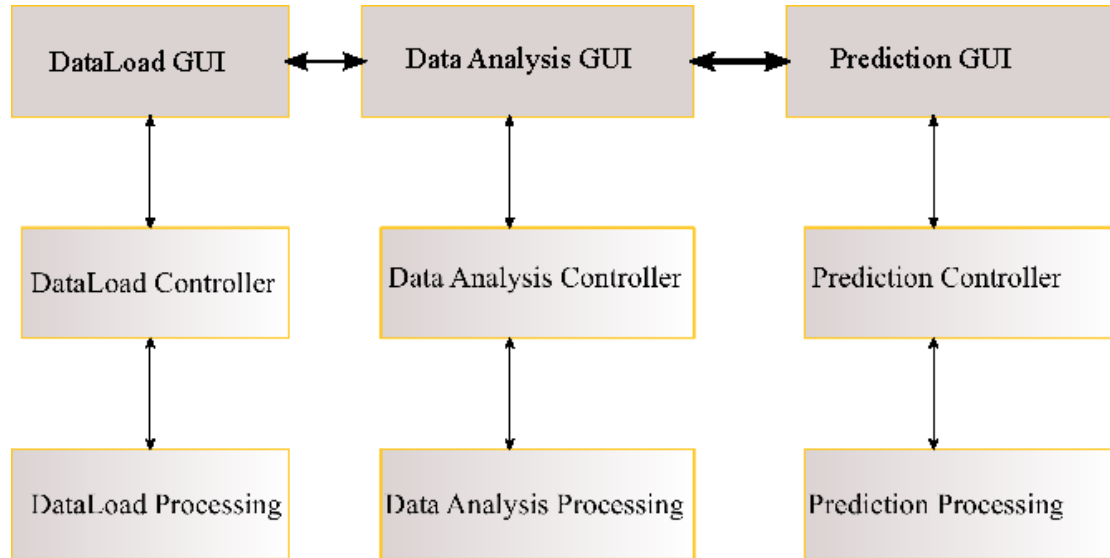 DataLoad GUI
Data Analysis GUI
Prediction GUI
DataLoad Controller
Data Analysis Controller
Prediction Controller
DataLoad Processing
Data Analysis Processing
Prediction Processing